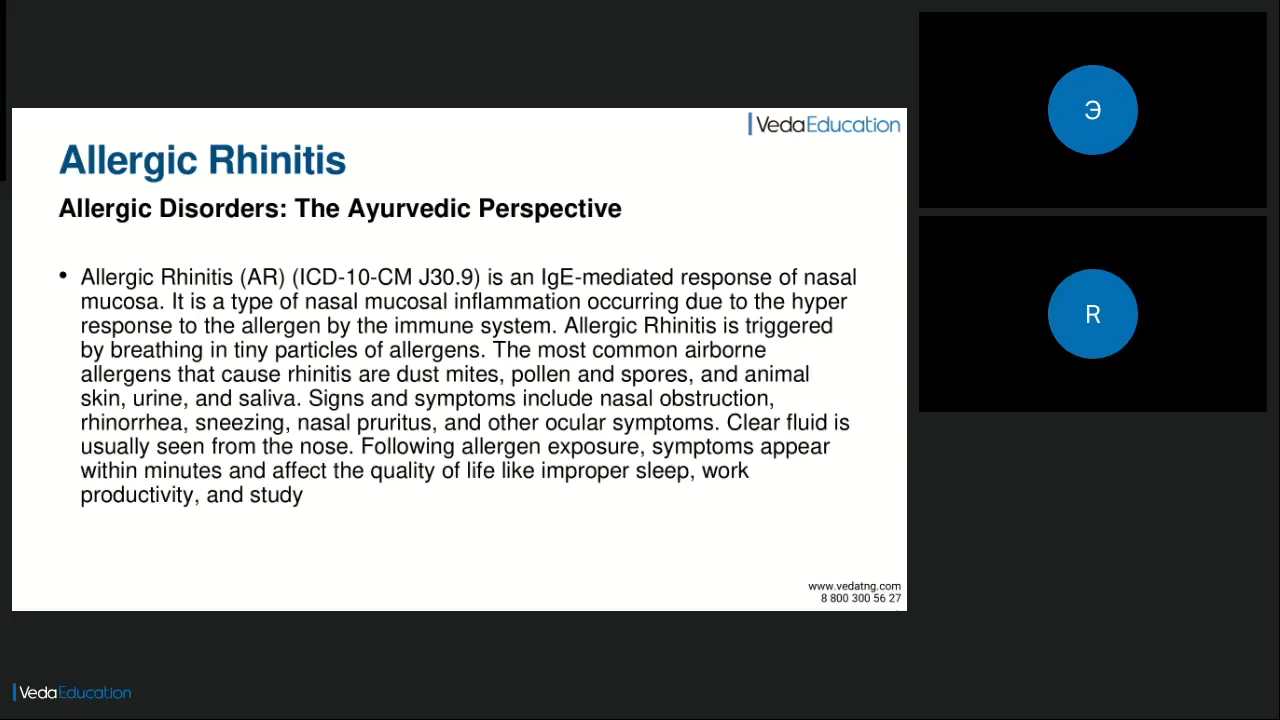 VedaEducation
Allergic Rhinitis
Allergic Disorders: The Ayurvedic Perspective
• Allergic Rhinitis (AR) (ICD-10-CM J30.9) is an IgE-mediated response of nasal
mucosa. It is a type of nasal mucosal inflammation occurring due to the hyper
response to the allergen by the immune system. Allergic Rhinitis is triggered
by breathing in tiny particles of allergens. The most common airborne
allergens that cause rhinitis are dust mites, pollen and spores, and animal
skin, urine, and saliva. Signs and symptoms include nasal obstruction,
rhinorrhea, sneezing, nasal pruritus, and other ocular symptoms. Clear fluid is
usually seen from the nose. Following allergen exposure, symptoms appear
within minutes and affect the quality of life like improper sleep, work
productivity, and study
www.vedatng.com
8 800 300 56 27
Э
R
VedaEducation